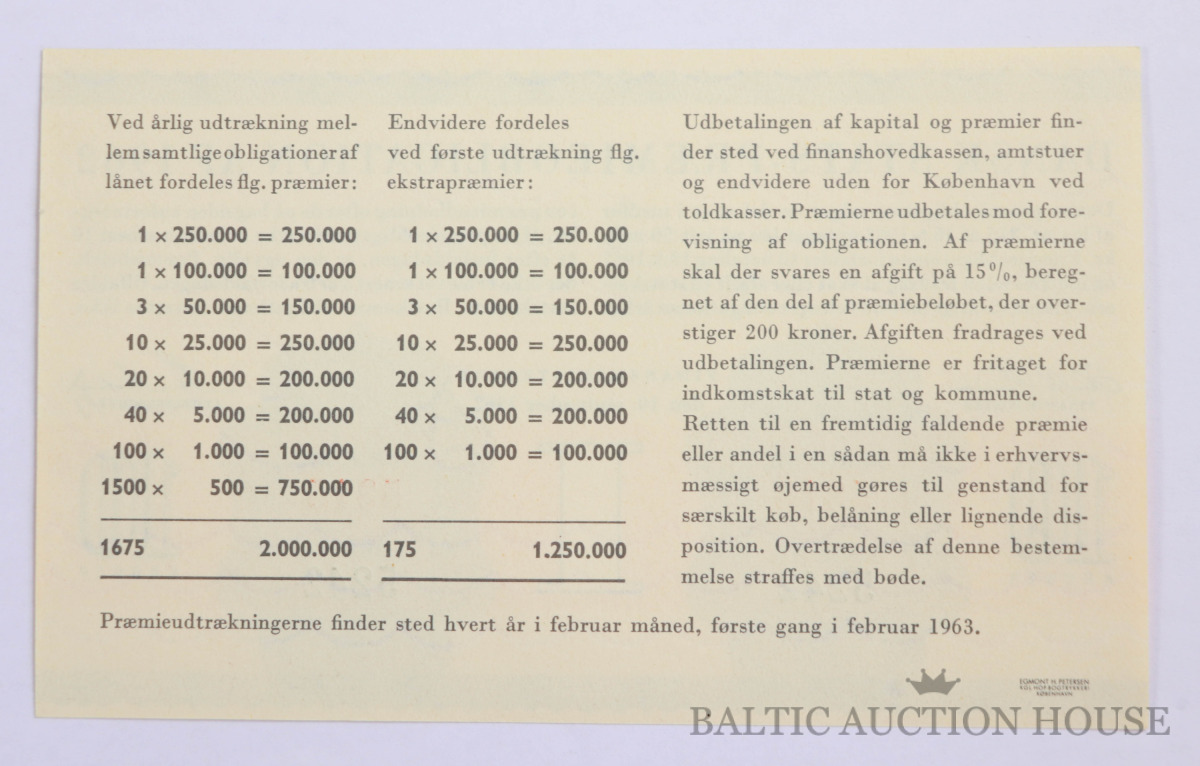 Ved årlig udtrækning mel-
lem samtlige obligationer af
lånet fordeles flg. præmier:
1 × 250.000 = 250.000
1 × 100.000 = 100.000
3 × 50.000 = 150.000
10 × 25.000 = 250.000
20 × 10.000 = 200.000
40 × 5.000 = 200.000
100 × 1.000 = 100.000
1500 × 500 = 750.000
1675 2.000.000
Endvidere fordeles
ved første udtrækning flg.
ekstrapræmier:
1 × 250.000 = 250.000
1 × 100.000 = 100.000
3 × 50.000 = 150.000
10 × 25.000 = 250.000
20 × 10.000 = 200.000
40 × 5.000 = 200.000
100 × 1.000 = 100.000
175 1.250.000
Udbetalingen af kapital og præmier fin-
der sted ved finanshovedkassen, amtstuer
og endvidere uden for København ved
toldkasser. Præmierne udbetales mod fore-
visning af obligationen. Af præmierne
skal der svares en afgift på 15%, bereg-
net af den del af præmiebeløbet, der over-
stiger 200 kroner. Afgiften fradrages ved
udbetalingen. Præmierne er fritaget for
indkomstskat til stat og kommune.
Retten til en fremtidig faldende præmie
eller andel i en sådan må ikke i erhvervs-
mæssigt øjemed gøres til genstand for
særskilt køb, belåning eller lignende dis-
position. Overtrædelse af denne bestem-
melse straffes med bøde.
Præmieudtrækningerne finder sted hvert år i februar måned, første gang i februar 1963.
EGMONT H. PETERSEN
KGL. HOF-BOGTRYKKERI
KØBENHAVN
BALTIC AUCTION HOUSE